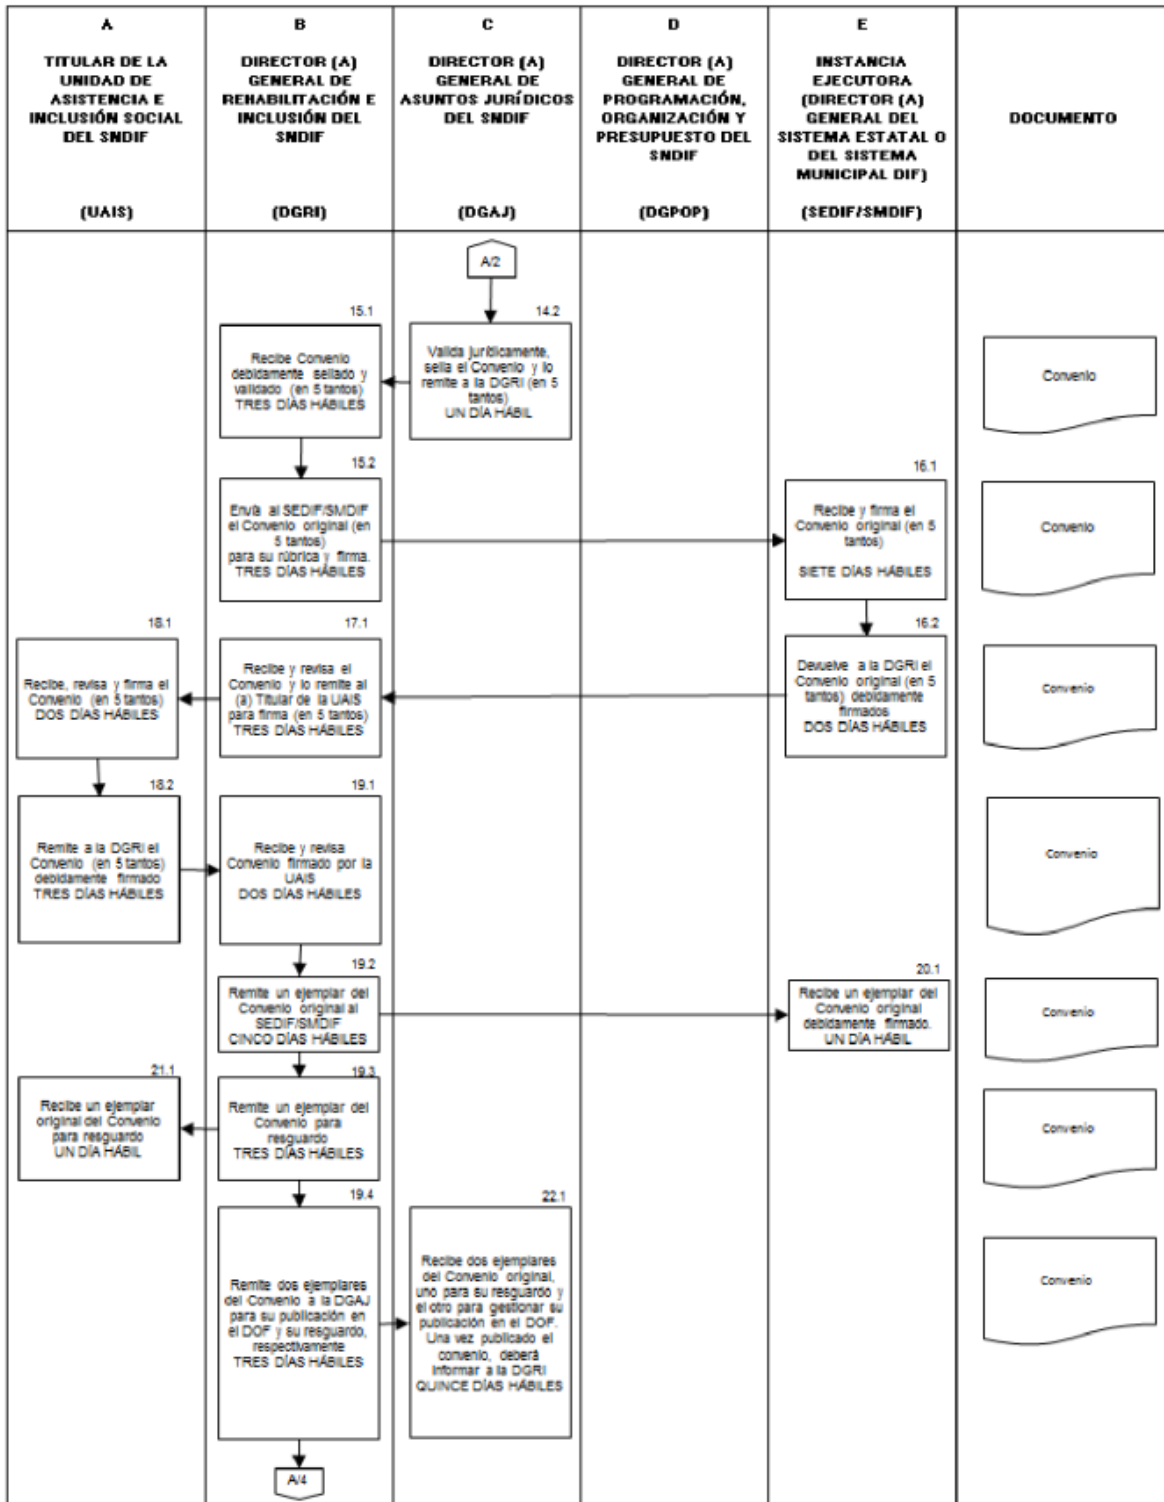 A
TITULAR DE LA
UNIDAD DE
ASISTENCIA E
INCLUSIÓN SOCIAL
DEL SNDIF
(UAIS)
B
DIRECTOR (A)
GENERAL DE
REHABILITACIÓN E
INCLUSIÓN DEL
SNDIF
(DGRI)
C
DIRECTOR (A)
GENERAL DE
ASUNTOS JURÍDICOS
DEL SNDIF
(DGAJ)
D
DIRECTOR (A)
GENERAL DE
PROGRAMACIÓN,
ORGANIZACIÓN Y
PRESUPUESTO DEL
SNDIF
(DGPOP)
E
INSTANCIA
EJECUTORA
(DIRECTOR (A)
GENERAL DEL
SISTEMA ESTATAL O
DEL SISTEMA
MUNICIPAL DIF)
(SEDIF/SMDIF)
DOCUMENTO
A/2
14.2
Valida jurídicamente,
sella el Convenio y lo
remite a la DGRI (en 5
tantos)
UN DÍA HÁBIL
15.1
Recibe Convenio
debidamente sellado y
validado (en 5 tantos)
TRES DÍAS HÁBILES
Convenio
15.2
Envía al SEDIF/SMDIF
el Convenio original (en
5 tantos)
para su rúbrica y firma.
TRES DÍAS HÁBILES
16.1
Recibe y firma el
Convenio original (en 5
tantos)
SIETE DÍAS HÁBILES
Convenio
16.2
Devuelve a la DGRI el
Convenio original (en 5
tantos) debidamente
firmados
DOS DÍAS HÁBILES
17.1
Recibe y revisa el
Convenio y lo remite al
(a) Titular de la UAIS
para firma (en 5 tantos)
TRES DÍAS HÁBILES
18.1
Recibe, revisa y firma el
Convenio (en 5 tantos)
DOS DÍAS HÁBILES
Convenio
18.2
Remite a la DGRI el
Convenio (en 5 tantos)
debidamente firmado
TRES DÍAS HÁBILES
19.1
Recibe y revisa
Convenio firmado por la
UAIS
DOS DÍAS HÁBILES
Convenio
19.2
Remite un ejemplar del
Convenio original al
SEDIF/SMDIF
CINCO DÍAS HÁBILES
20.1
Recibe un ejemplar del
Convenio original
debidamente firmado.
UN DÍA HÁBIL
Convenio
19.3
Remite un ejemplar del
Convenio para
resguardo
TRES DÍAS HÁBILES
21.1
Recibe un ejemplar
original del Convenio
para resguardo
UN DÍA HÁBIL
Convenio
19.4
Remite dos ejemplares
del Convenio a la DGAJ
para su publicación en
el DOF y su resguardo,
respectivamente
TRES DÍAS HÁBILES
22.1
Recibe dos ejemplares
del Convenio original,
uno para su resguardo y
el otro para gestionar su
publicación en el DOF.
Una vez publicado el
convenio, deberá
informar a la DGRI
QUINCE DÍAS HÁBILES
Convenio
A/4